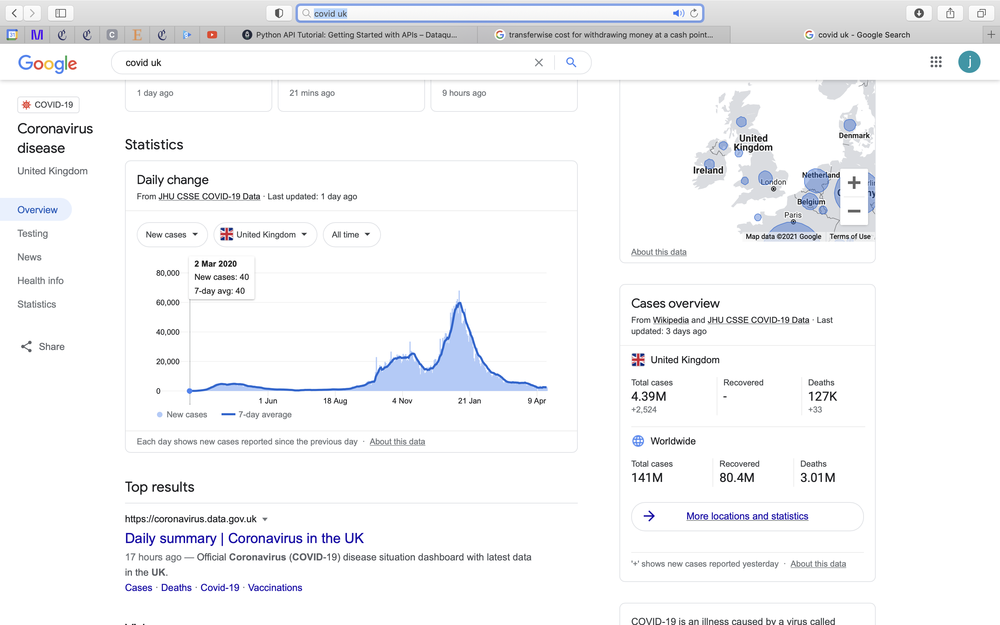 covid uk
31
C
E
Python API Tutorial: Getting Started with APIs – Dataqu...
transferwise cost for withdrawing money at a cash point...
covid uk - Google Search
Google
covid uk
j
COVID-19
Coronavirus
disease
United Kingdom
Overview
Testing
News
Health info
Statistics
Share
1 day ago
21 mins ago
9 hours ago
Statistics
Daily change
From JHU CSSE COVID-19 Data · Last updated: 1 day ago
New cases
United Kingdom
All time
2 Mar 2020
New cases: 40
7-day avg: 40
80,000
60,000
40,000
20,000
0
1 Jun
18 Aug
4 Nov
21 Jan
9 Apr
New cases
7-day average
Each day shows new cases reported since the previous day · About this data
Top results
https://coronavirus.data.gov.uk
Daily summary | Coronavirus in the UK
17 hours ago — Official Coronavirus (COVID-19) disease situation dashboard with latest data
in the UK.
Cases · Deaths · Covid-19 · Vaccinations
United
Kingdom
Denmark
Ireland
London
Netherland
Belgium
Paris
Map data ©2021 Google
Terms of Use
About this data
Cases overview
From Wikipedia and JHU CSSE COVID-19 Data · Last
updated: 3 days ago
United Kingdom
Total cases
4.39M
+2,524
Recovered
-
Deaths
127K
+33
Worldwide
Total cases
141M
Recovered
80.4M
Deaths
3.01M
More locations and statistics
'+' shows new cases reported yesterday · About this data
COVID-19 is an illness caused by a virus called